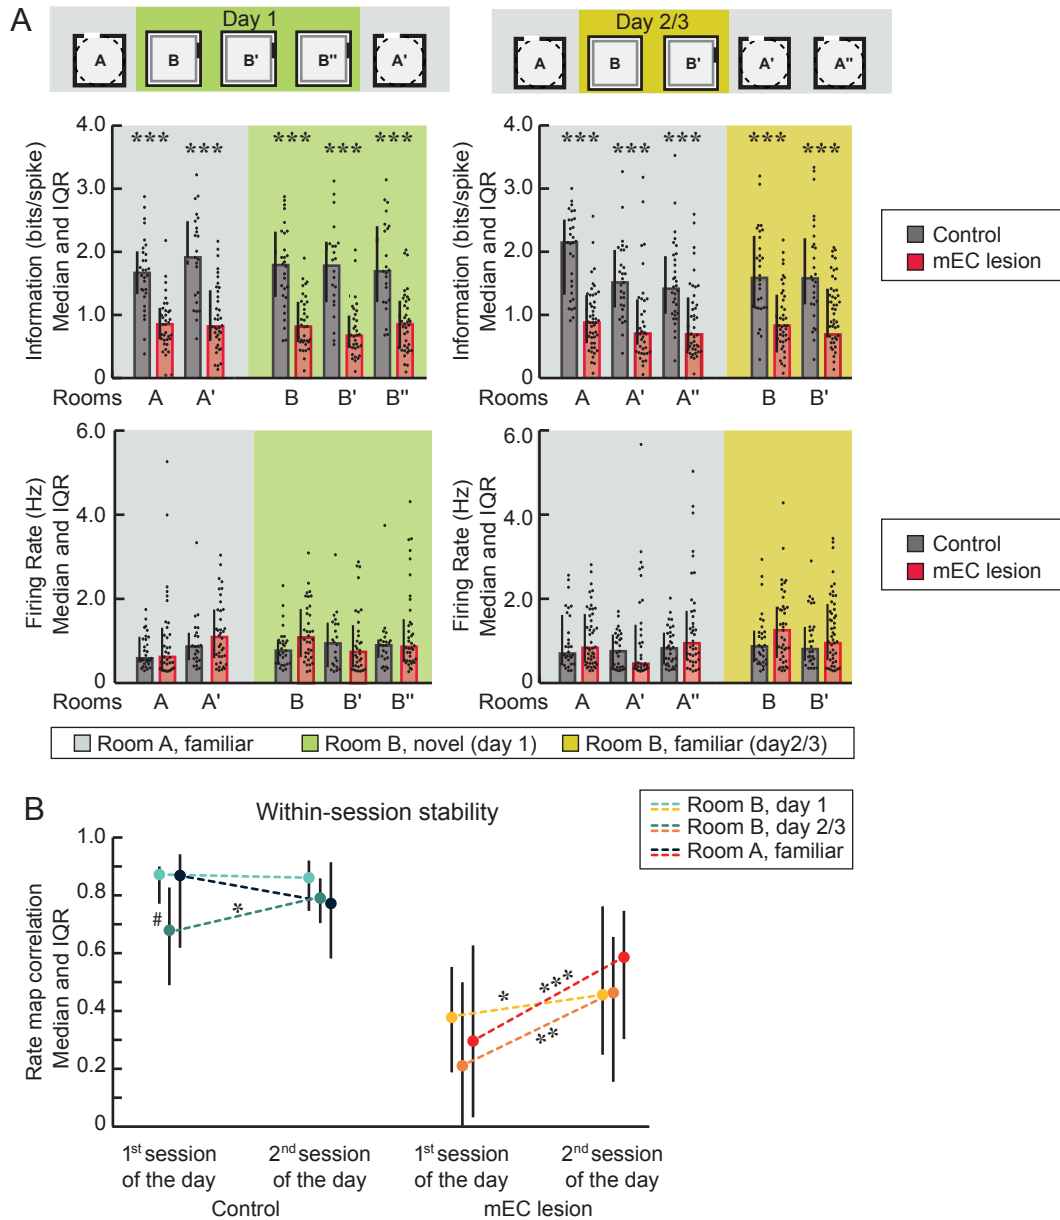 A
Day 1
A
B
B'
B"
A'
Day 2/3
A
B
B'
A'
A"
Information (bits/spike)
Median and IQR
4.0
3.0
2.0
1.0
0
*** *** *** *** ***
Rooms A A' B B' B"
Information (bits/spike)
Median and IQR
4.0
3.0
2.0
1.0
0
*** *** *** *** ***
A A' A" B B'
Control
mEC lesion
Firing Rate (Hz)
Median and IQR
6.0
4.0
2.0
0
Rooms A A' B B' B"
Firing Rate (Hz)
Median and IQR
6.0
4.0
2.0
0
Rooms A A' A" B B'
Control
mEC lesion
Room A, familiar Room B, novel (day 1) Room B, familiar (day2/3)
B
Within-session stability
Room B, day 1
Room B, day 2/3
Room A, familiar
Rate map correlation
Median and IQR
1.0
0.8
0.6
0.4
0.2
0
#
*
*
***
**
1st session
of the day
2nd session
of the day
1st session
of the day
2nd session
of the day
Control
mEC lesion